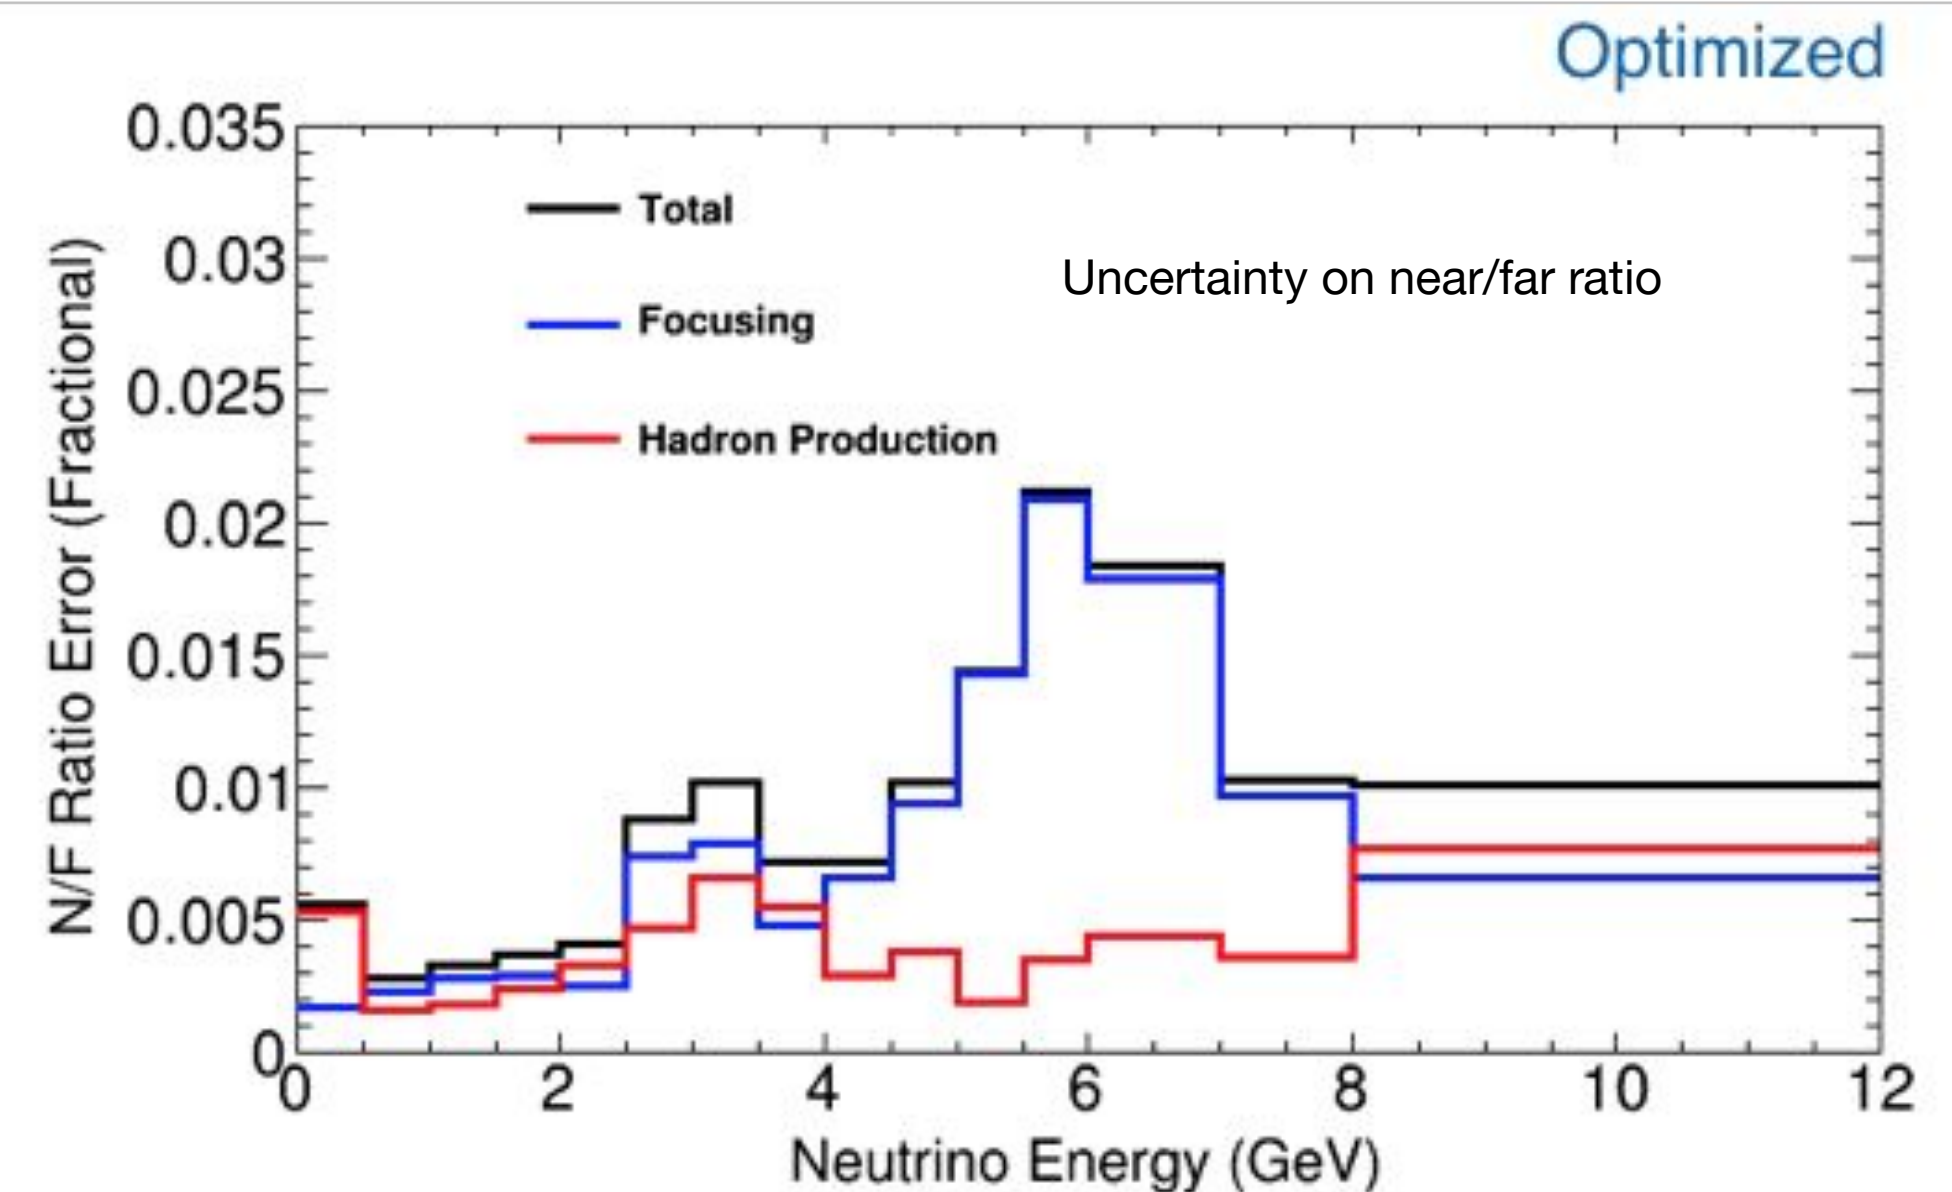 Optimized
0.035
0.03
0.025
0.02
0.015
0.01
0.005
0
N/F Ratio Error (Fractional)
Total
Focusing
Hadron Production
Uncertainty on near/far ratio
0 2 4 6 8 10 12
Neutrino Energy (GeV)